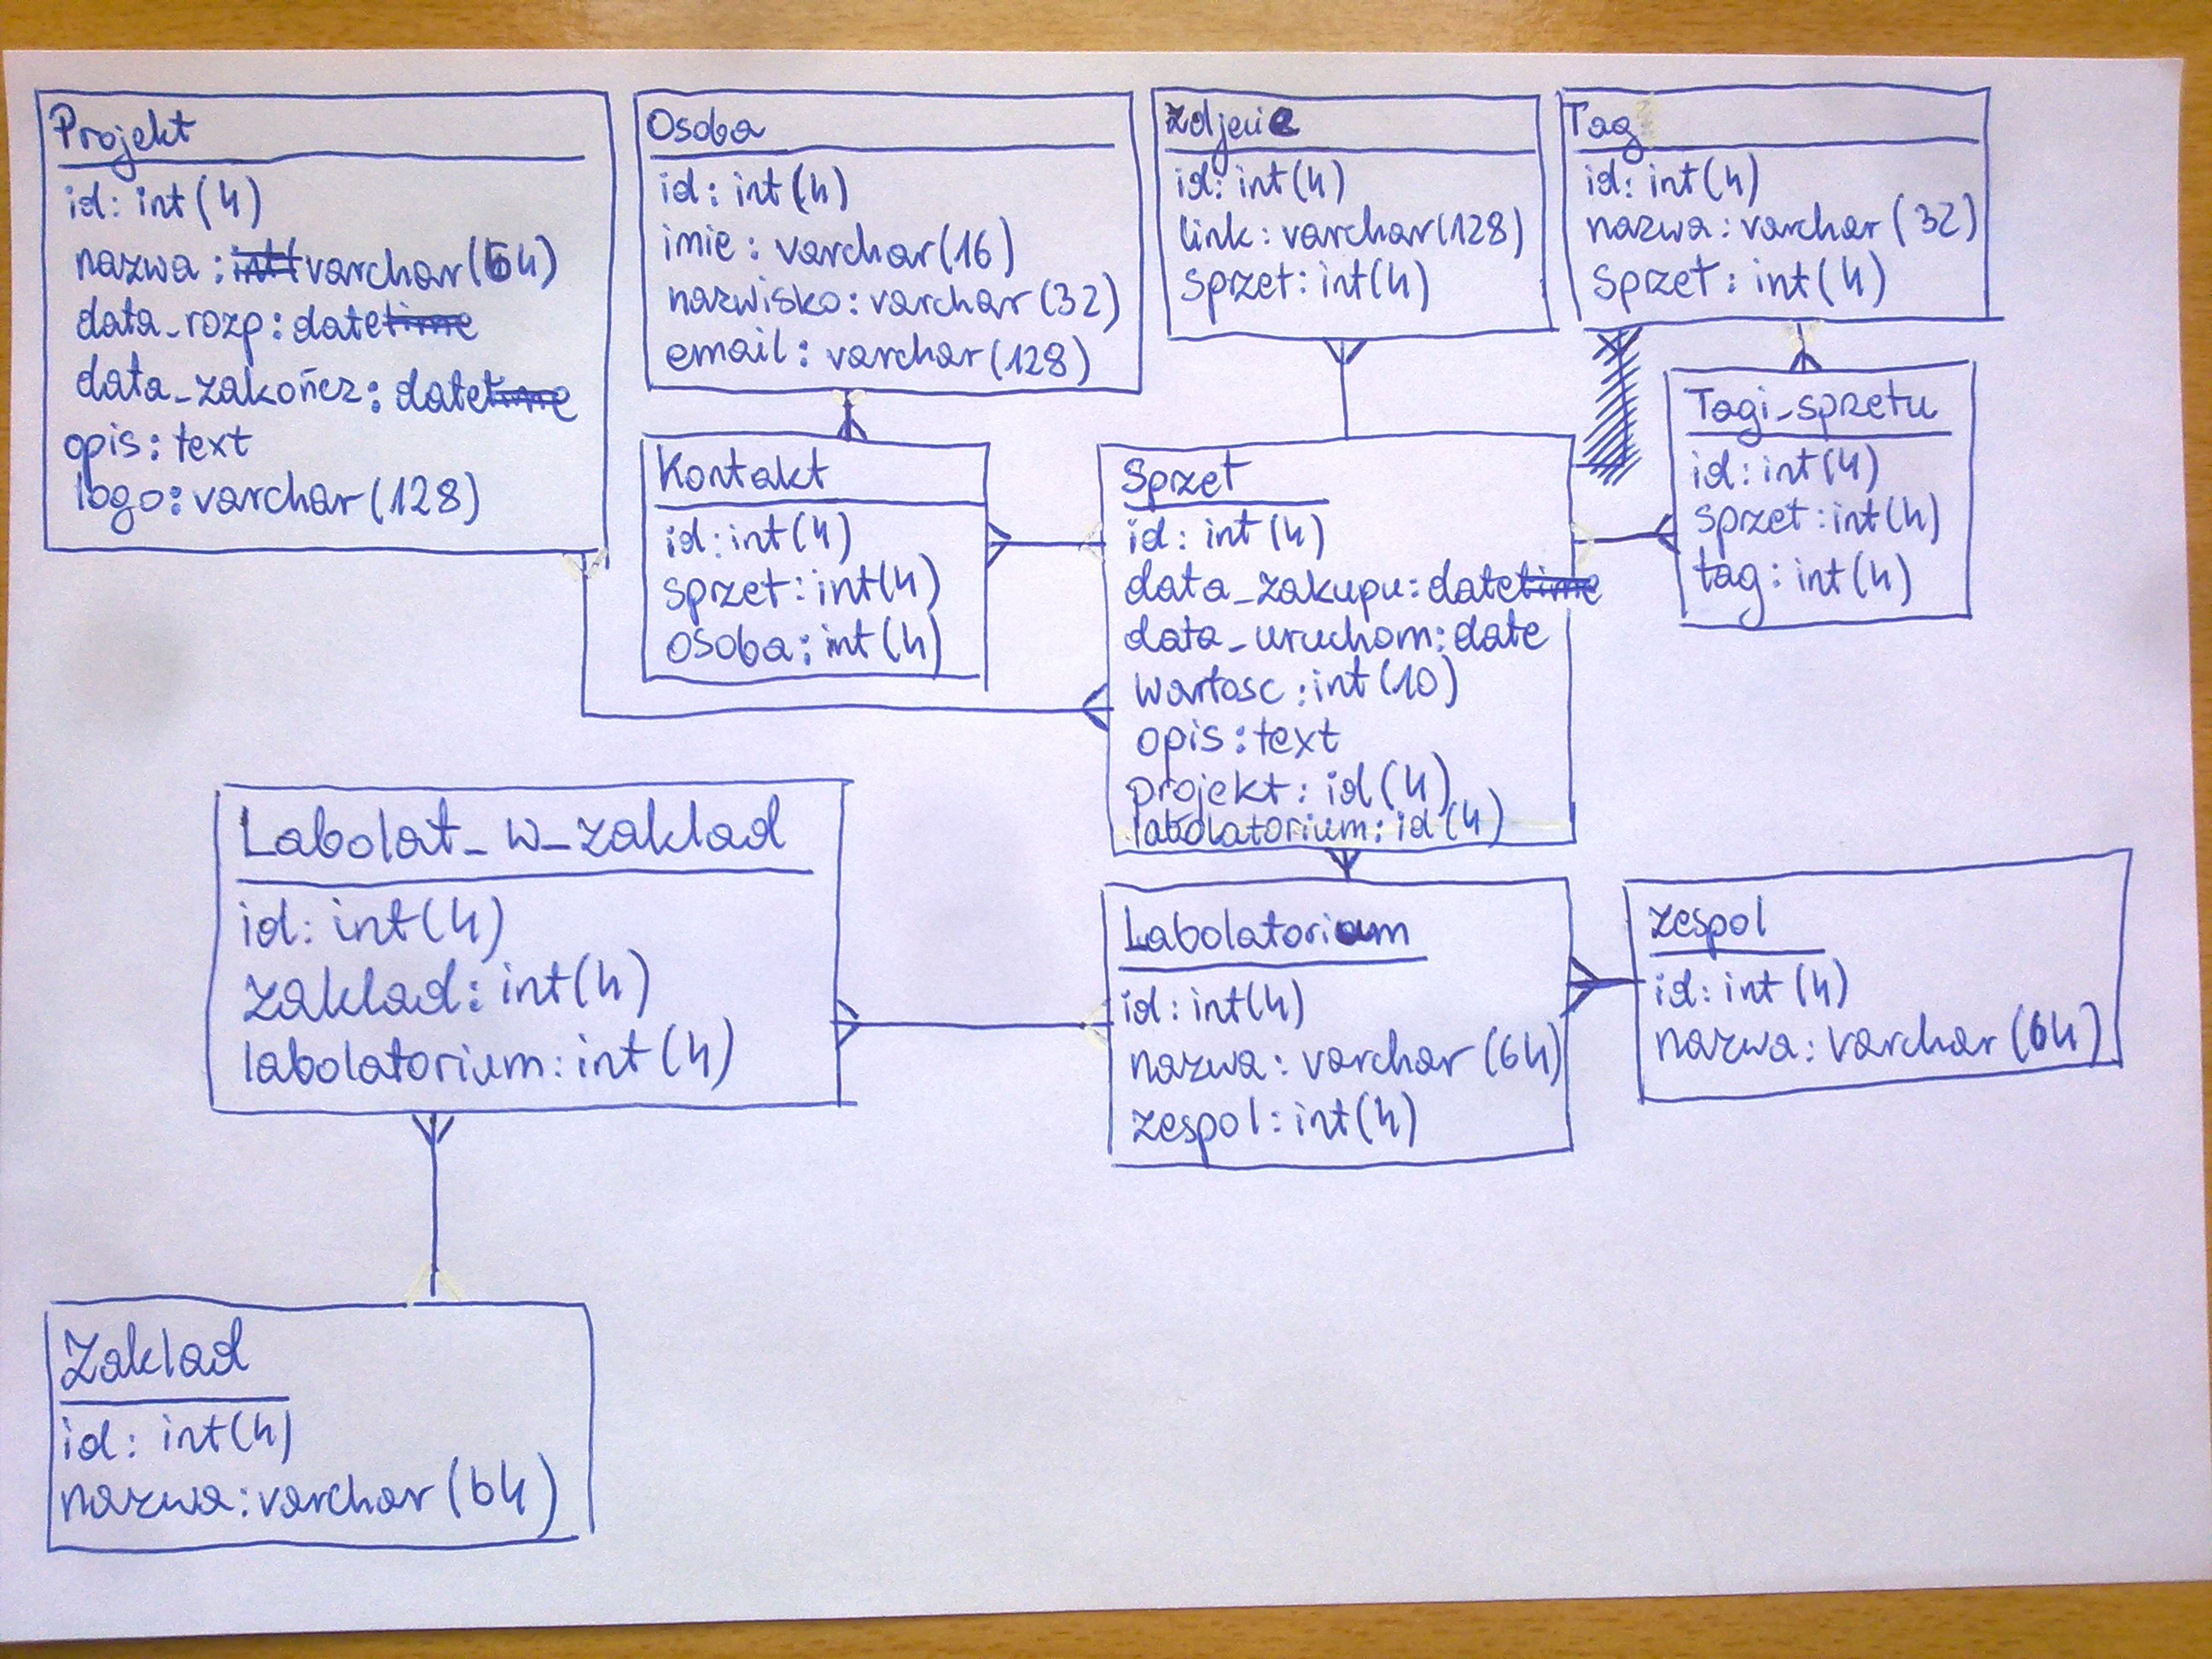 Projekt
id: int(4)
nazwa: varchar(64)
data_rozp: date
data_zakończ: date
opis: text
logo: varchar(128)
Osoba
id: int(4)
imie: varchar(16)
nazwisko: varchar(32)
email: varchar(128)
Zdjecie
id: int(4)
link: varchar(128)
sprzet: int(4)
Tag
id: int(4)
nazwa: varchar(32)
sprzet: int(4)
Kontakt
id: int(4)
sprzet: int(4)
osoba: int(4)
Sprzet
id: int(4)
data_zakupu: date
data_uruchom: date
wartosc: int(10)
opis: text
projekt: id(4)
labolatorium: id(4)
Tagi_sprzetu
id: int(4)
sprzet: int(4)
tag: int(4)
Labolat_w_zaklad
id: int(4)
zaklad: int(4)
labolatorium: int(4)
Labolatorium
id: int(4)
nazwa: varchar(64)
zespol: int(4)
zespol
id: int(4)
nazwa: varchar(64)
Zaklad
id: int(4)
nazwa: varchar(64)